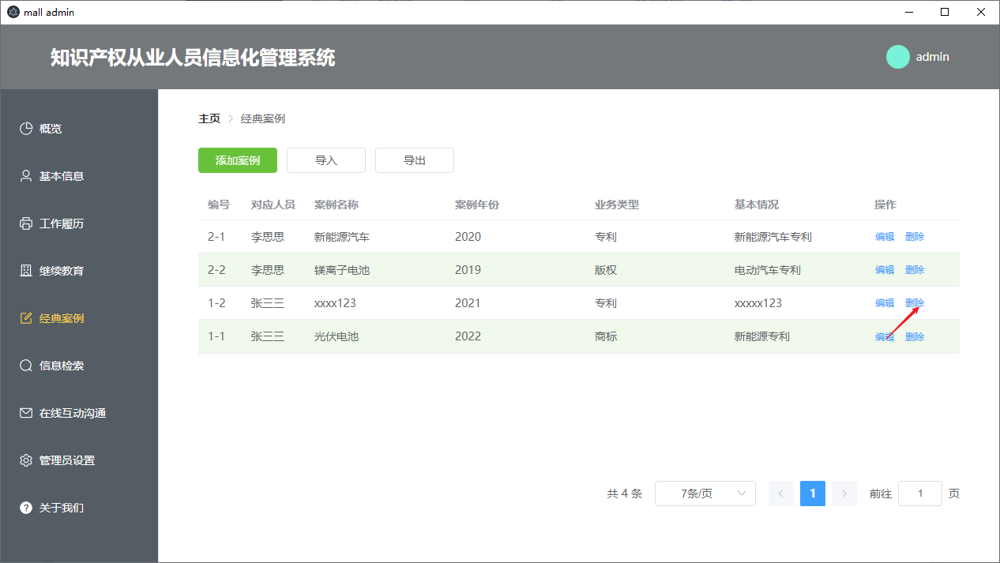 mall admin
知识产权从业人员信息化管理系统
admin
概览
基本信息
工作履历
继续教育
经典案例
信息检索
在线互动沟通
管理员设置
关于我们
主页 > 经典案例
添加案例 导入 导出
编号 对应人员 案例名称 案例年份 业务类型 基本情况 操作
2-1 李思思 新能源汽车 2020 专利 新能源汽车专利 编辑 删除
2-2 李思思 镁离子电池 2019 版权 电动汽车专利 编辑 删除
1-2 张三三 xxxx123 2021 专利 xxxxx123 编辑 删除
1-1 张三三 光伏电池 2022 商标 新能源专利 编辑 删除
共 4 条 7条/页 < 1 > 前往 1 页